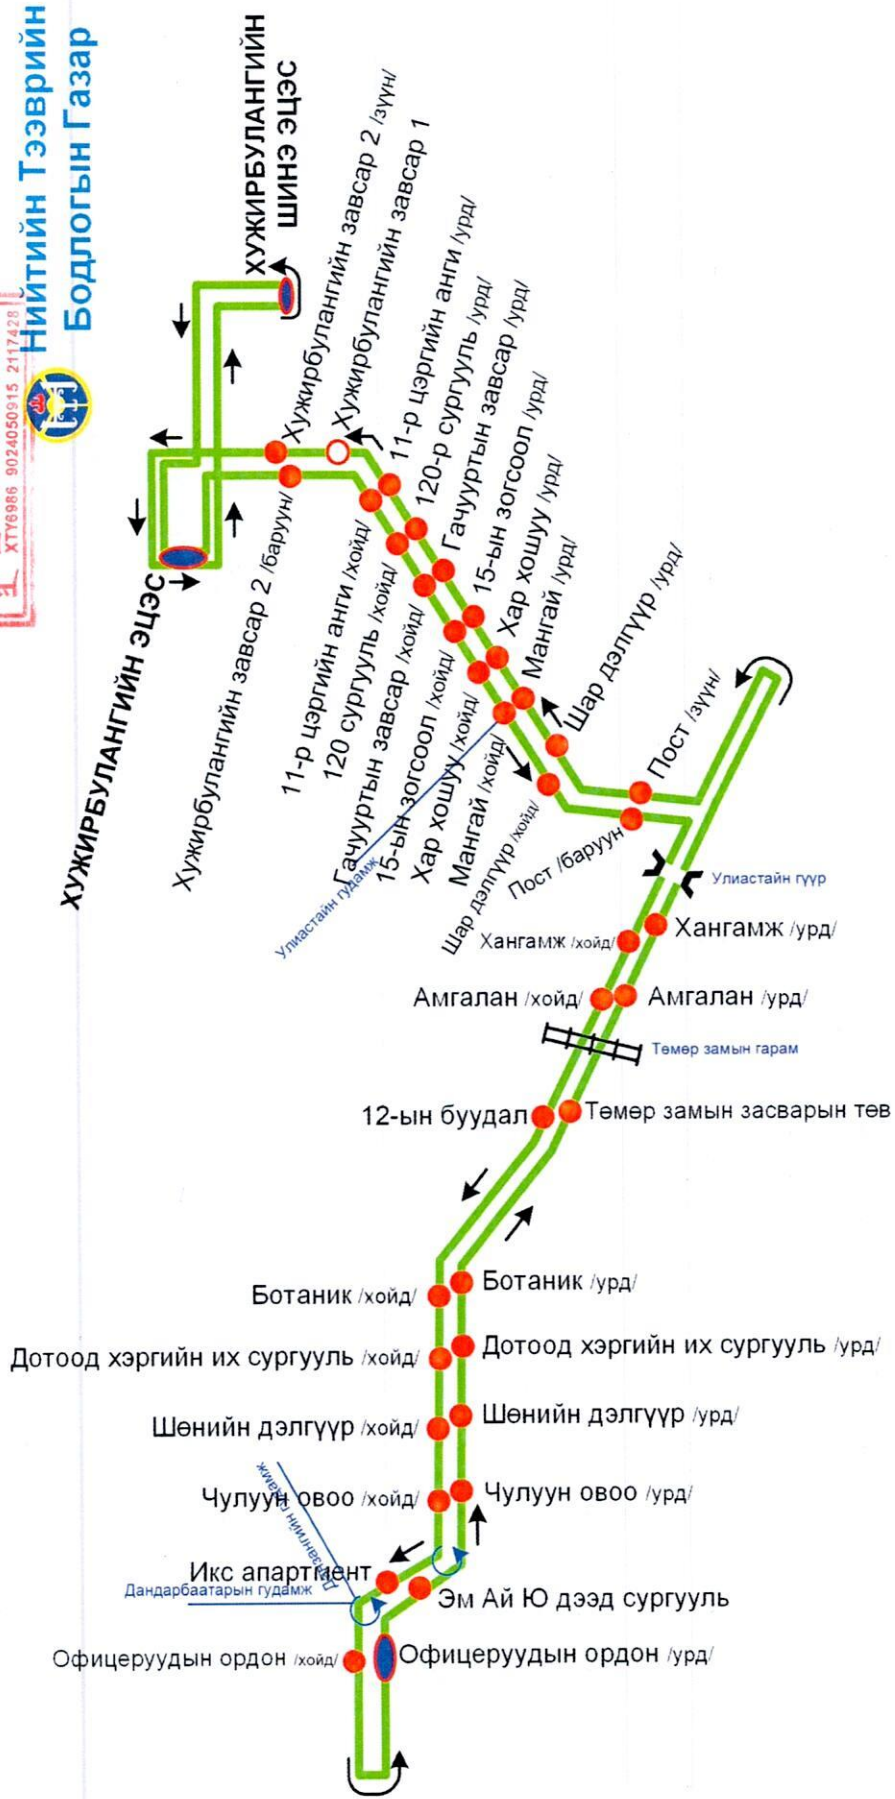 XTY6986 9024050915 2117428
Нийтийн Тээврийн
Бодлогын Газар
ХУЖИРБУЛАНГИЙН
ШИНЭ ЭЦЭС
Хужирбулангийн завсар 2 /зүүн/
Хужирбулангийн завсар 1
11-р цэргийн анги /урд/
120-р сургууль /урд/
Гачууртын завсар /урд/
15-ын зогсоол /урд/
Хар хошуу /урд/
Мангай /урд/
Шар дэлгүүр /урд/
Пост /зүүн/
ХУЖИРБУЛАНГИЙН ЭЦЭС
Хужирбулангийн завсар 2 /баруун/
11-р цэргийн анги /хойд/
120 сургууль /хойд/
Гачууртын завсар /хойд/
15-ын зогсоол /хойд/
Хар хошуу /хойд/
Мангай /хойд/
Улиастайн гудамж
Шар дэлгүүр /хойд/
Пост /баруун
Улиастайн гүүр
Хангамж /хойд/
Хангамж /урд/
Амгалан /хойд/
Амгалан /урд/
Төмөр замын гарам
12-ын буудал
Төмөр замын засварын төв
Ботаник /хойд/
Ботаник /урд/
Дотоод хэргийн их сургууль /хойд/
Дотоод хэргийн их сургууль /урд/
Шөнийн дэлгүүр /хойд/
Шөнийн дэлгүүр /урд/
Чулуун овоо /хойд/
Чулуун овоо /урд/
Икс апартмент
Дандарбаатарын гудамж
Эм Ай Ю дээд сургууль
Офицеруудын ордон /хойд/
Офицеруудын ордон /урд/